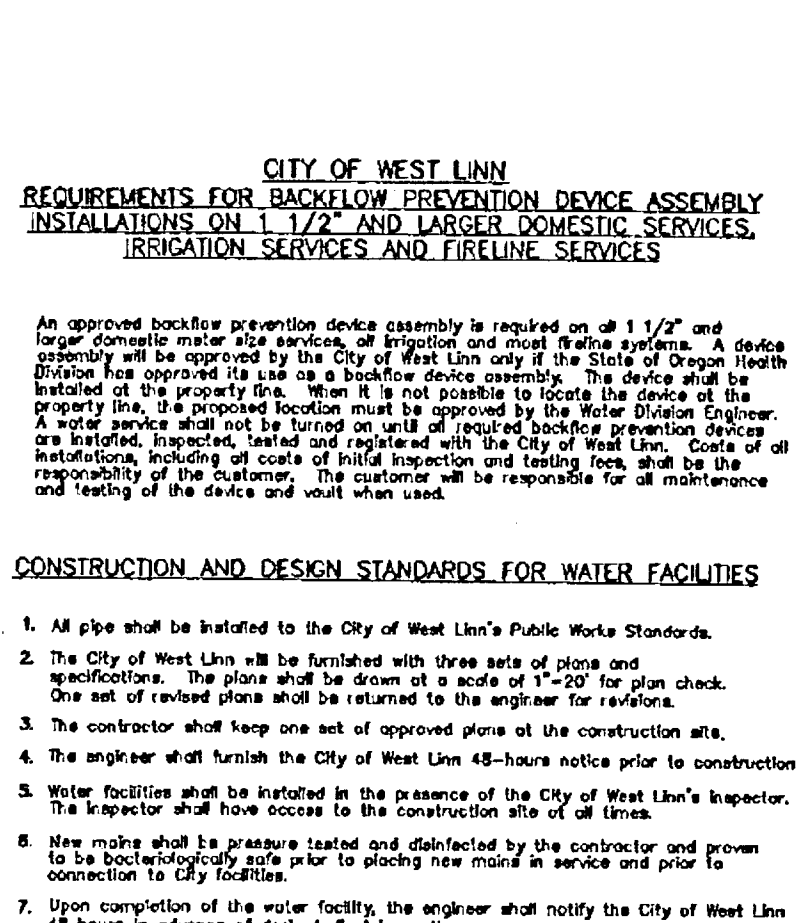 CITY OF WEST LINN
REQUIREMENTS FOR BACKFLOW PREVENTION DEVICE ASSEMBLY
INSTALLATIONS ON 1 1/2" AND LARGER DOMESTIC SERVICES,
IRRIGATION SERVICES AND FIRELINE SERVICES
An approved backflow prevention device assembly is required on all 1 1/2" and
larger domestic meter size services, all irrigation and most fireline systems. A device
assembly will be approved by the City of West Linn only if the State of Oregon Health
Division has approved its use as a backflow device assembly. The device shall be
installed at the property line. When it is not possible to locate the device at the
property line, the proposed location must be approved by the Water Division Engineer.
A water service shall not be turned on until all required backflow prevention devices
are installed, inspected, tested and registered with the City of West Linn. Costs of all
installations, including all costs of initial inspection and testing fees, shall be the
responsibility of the customer. The customer will be responsible for all maintenance
and testing of the device and vault when used.
CONSTRUCTION AND DESIGN STANDARDS FOR WATER FACILITIES
1. All pipe shall be installed to the City of West Linn's Public Works Standards.
2. The City of West Linn will be furnished with three sets of plans and
specifications. The plans shall be drawn at a scale of 1"=20' for plan check.
One set of revised plans shall be returned to the engineer for revisions.
3. The contractor shall keep one set of approved plans at the construction site.
4. The engineer shall furnish the City of West Linn 48-hours notice prior to construction
5. Water facilities shall be installed in the presence of the City of West Linn's inspector.
The inspector shall have access to the construction site at all times.
6. New mains shall be pressure tested and disinfected by the contractor and proven
to be bacteriologically safe prior to placing new mains in service and prior to
connection to City facilities.
7. Upon completion of the water facility, the engineer shall notify the City of West Linn